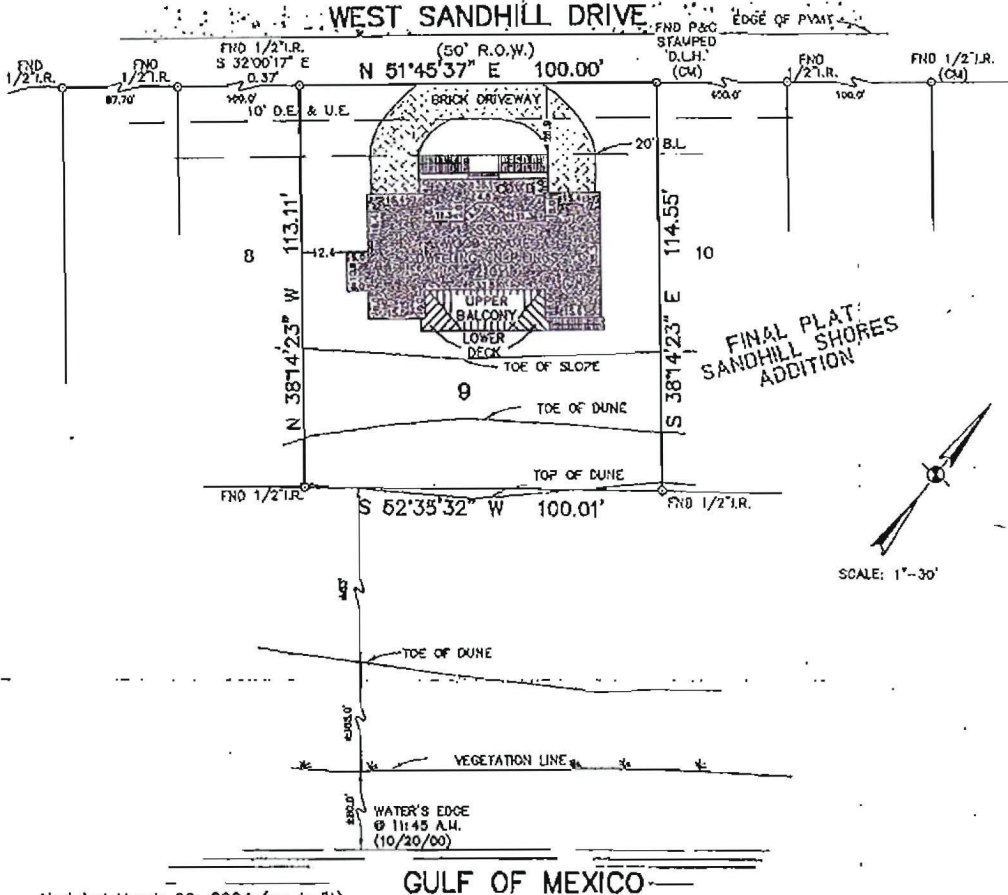 WEST SANDHILL DRIVE
EDGE OF PVMT
FND P&C
STAMPED
"D.L.H."
(CM)
FND 1/2"I.R.
S 32°00'17" E
0.37'
(50' R.O.W.)
N 51°45'37" E 100.00'
FND
1/2"I.R.
FND
1/2"I.R.
FND
1/2"I.R.
FND 1/2"I.R.
(CM)
87.70'
100.0'
100.0'
10' D.E. & U.E.
BRICK DRIVEWAY
20' B.L.
8
N 38°14'23" W 113.11'
12.4
S 38°14'23" E 114.55'
10
UPPER
BALCONY
LOWER
DECK
TOE OF SLOPE
9
TOE OF DUNE
TOP OF DUNE
FINAL PLAT
SANDHILL SHORES
ADDITION
FND 1/2"I.R.
S 52°35'32" W 100.01'
FND 1/2"I.R.
SCALE: 1"--30'
TOE OF DUNE
VEGETATION LINE
WATER'S EDGE
@ 11:45 A.M.
(10/20/00)
GULF OF MEXICO